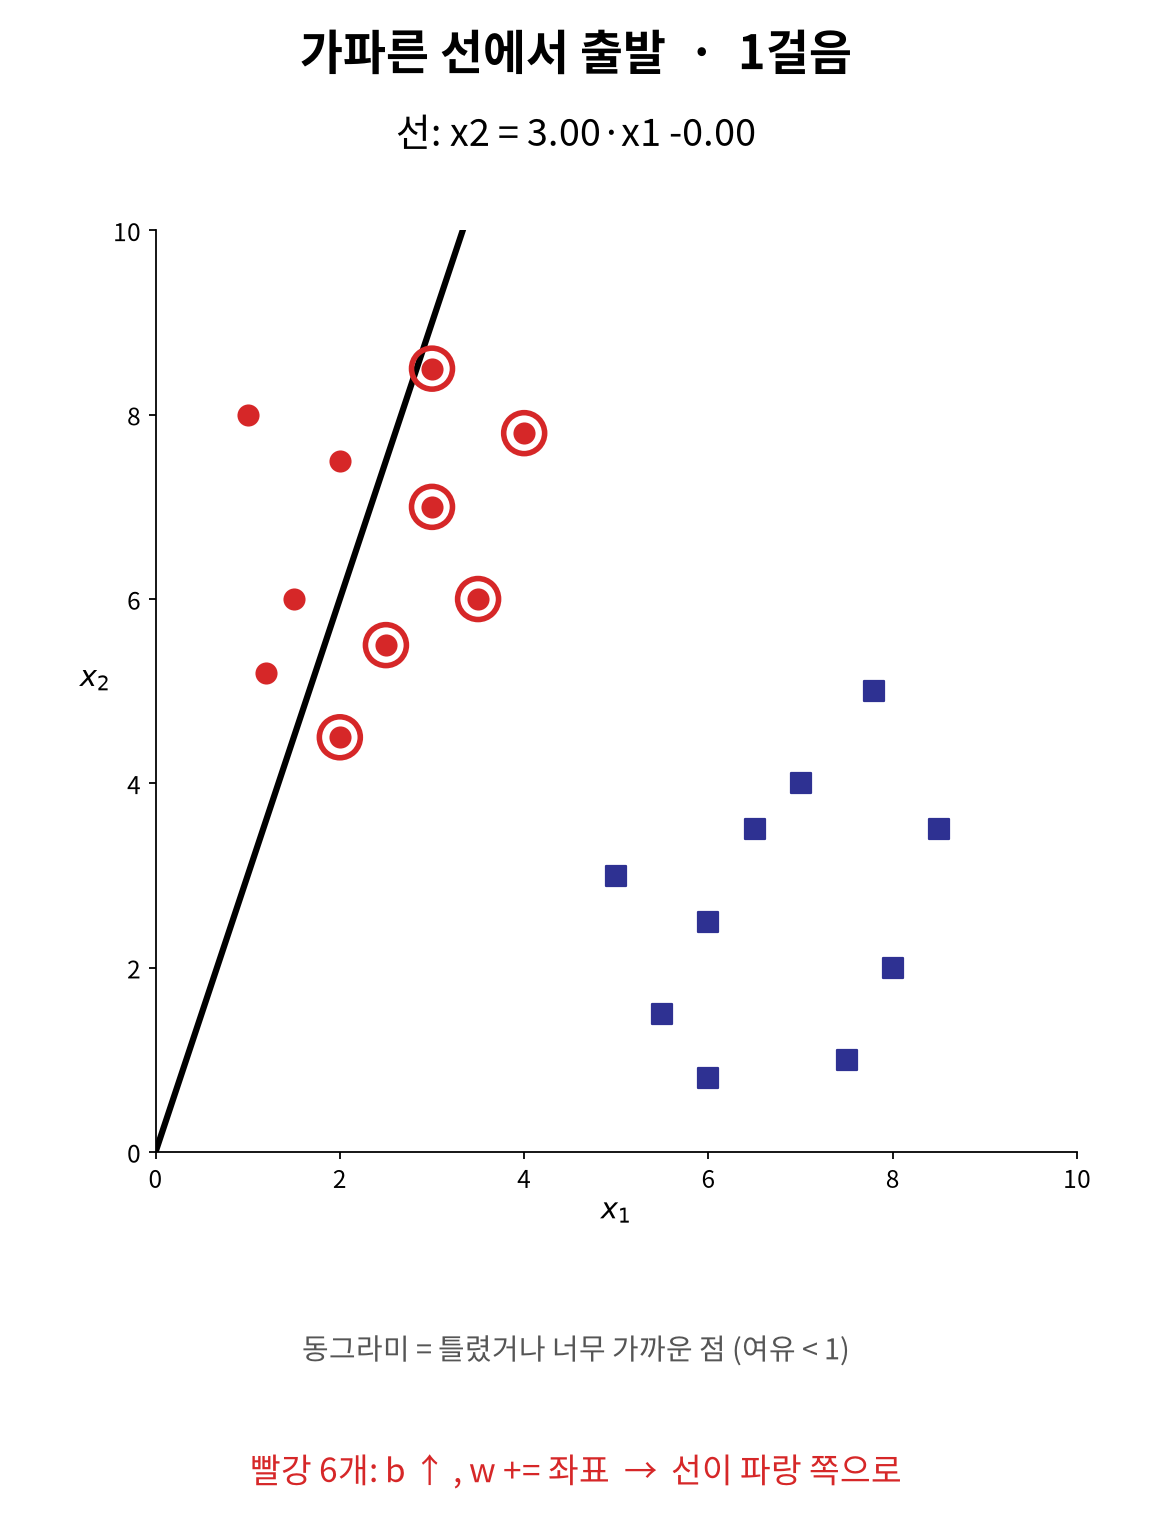 가파른 선에서 출발 · 1걸음
선: x2 = 3.00·x1 -0.00
10
8
6
x₂
4
2
0
0 2 4 6 8 10
x₁
동그라미 = 틀렸거나 너무 가까운 점 (여유 < 1)
빨강 6개: b ↑ , w += 좌표 → 선이 파랑 쪽으로